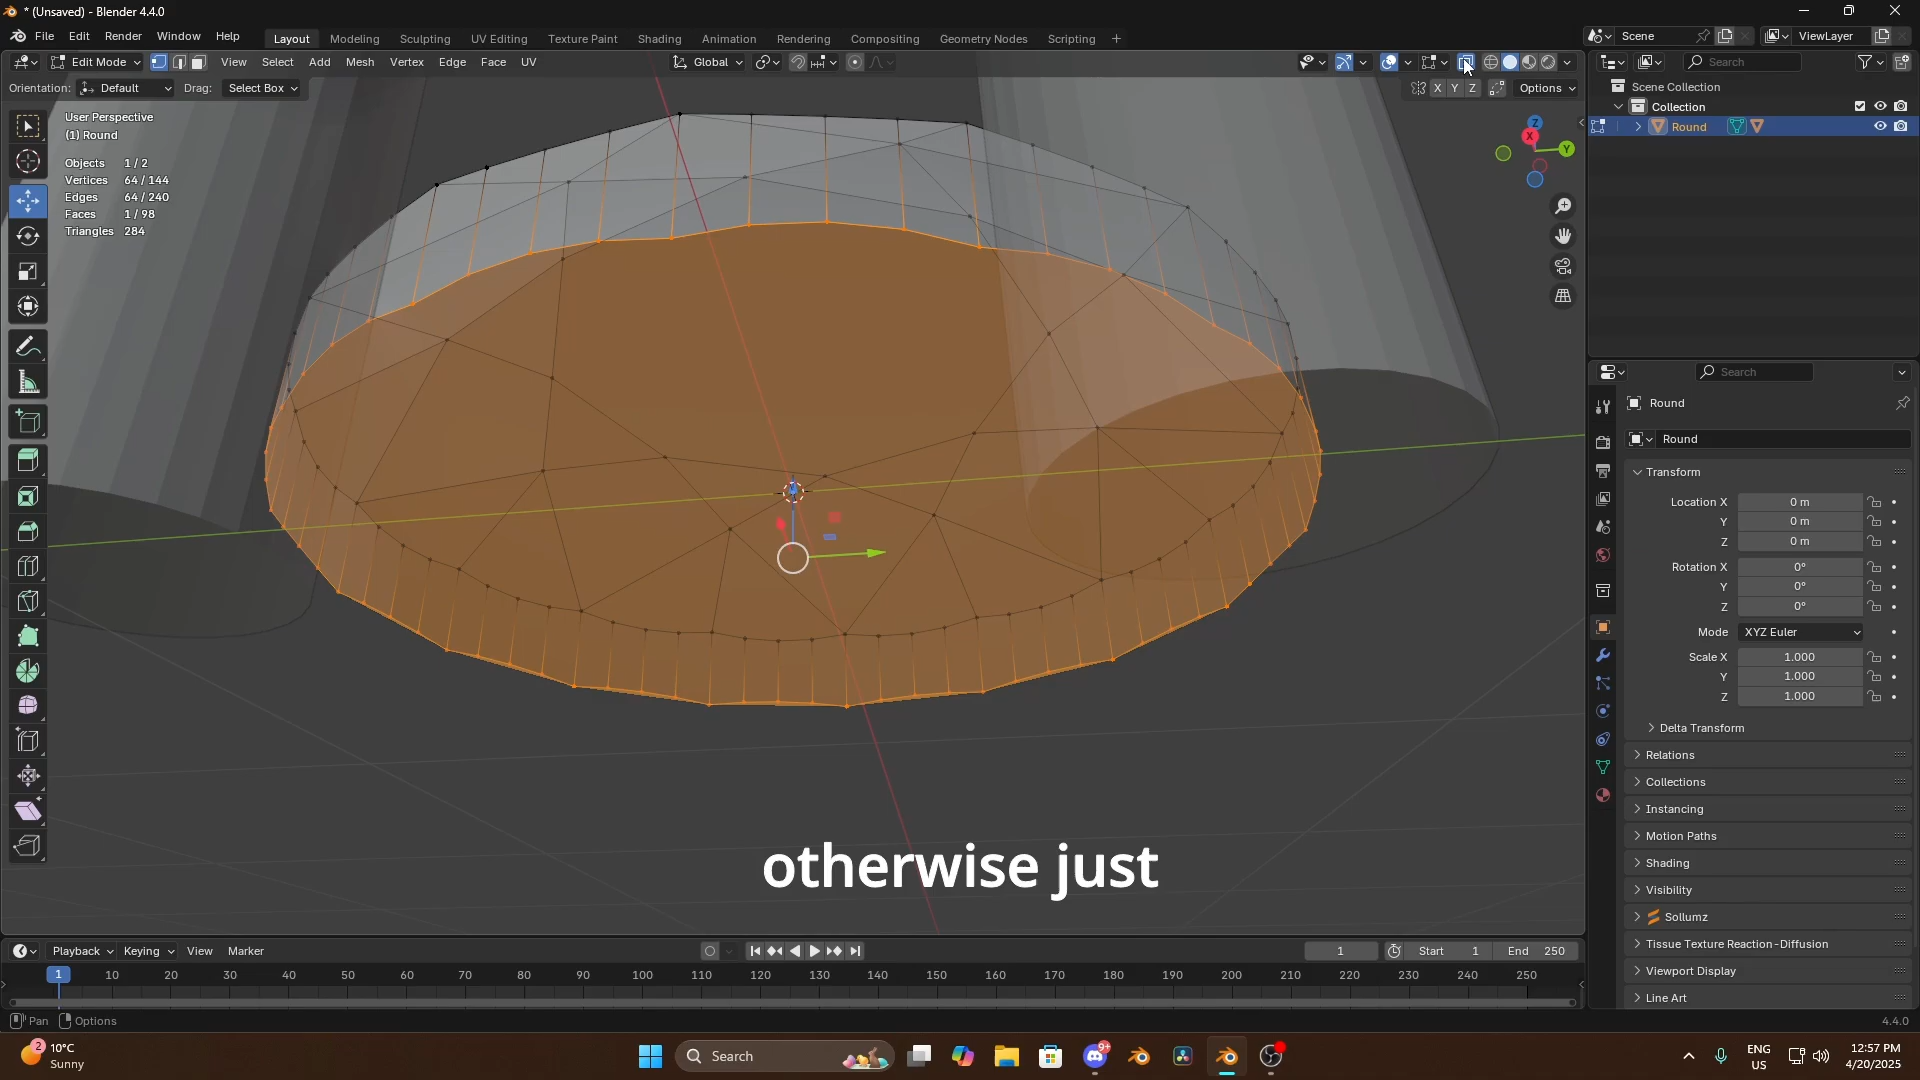 * (Unsaved) - Blender 4.4.0
File Edit Render Window Help Layout Modeling Sculpting UV Editing Texture Paint Shading Animation Rendering Compositing Geometry Nodes Scripting + Scene ViewLayer
Edit Mode View Select Add Mesh Vertex Edge Face UV Global Search
Orientation: Default Drag: Select Box X Y Z Options
Scene Collection
Collection
Round
User Perspective
(1) Round
Objects 1/2
Vertices 64/144
Edges 64/240
Faces 1/98
Triangles 284
Z
X
Y
Search
Round
Round
Transform
Location X 0 m
Y 0 m
Z 0 m
Rotation X 0°
Y 0°
Z 0°
Mode XYZ Euler
Scale X 1.000
Y 1.000
Z 1.000
Delta Transform
Relations
Collections
Instancing
Motion Paths
Shading
Visibility
Sollumz
Tissue Texture Reaction-Diffusion
Viewport Display
Line Art
otherwise just
Playback Keying View Marker 1 Start 1 End 250
1 10 20 30 40 50 60 70 80 90 100 110 120 130 140 150 160 170 180 190 200 210 220 230 240 250
Pan Options 4.4.0
2 10°C
Sunny
Search
9+
ENG
US
12:57 PM
4/20/2025